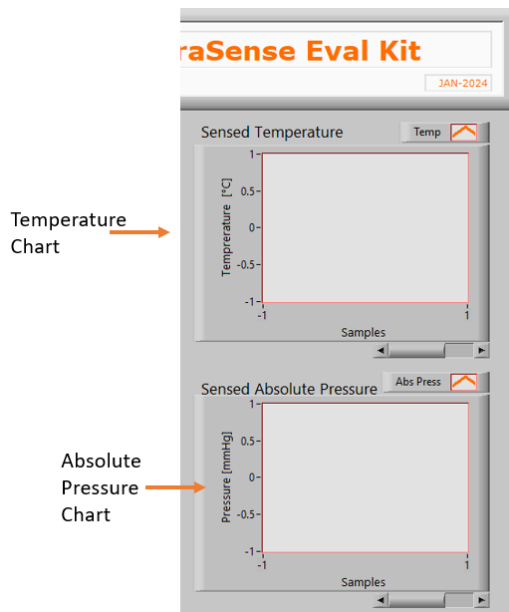 raSense Eval Kit
JAN-2024
Sensed Temperature
Temp
1
0.5
0
-0.5
-1
Temprerature [°C]
-1
1
Samples
Temperature
Chart
Sensed Absolute Pressure
Abs Press
1
0.5
0
-0.5
-1
Pressure [mmHg]
-1
1
Samples
Absolute
Pressure
Chart